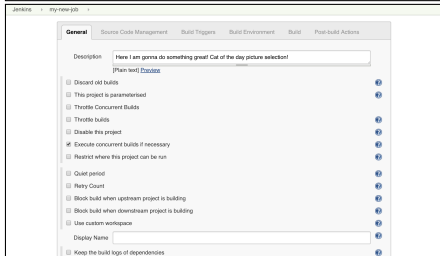 Jenkins › my-new-job ›
General Source Code Management Build Triggers Build Environment Build Post-build Actions
Description Here I am gonna do something great! Cat of the day picture selection!
[Plain text] Preview
Discard old builds
This project is parameterised
Throttle Concurrent Builds
Throttle builds
Disable this project
Execute concurrent builds if necessary
Restrict where this project can be run
Quiet period
Retry Count
Block build when upstream project is building
Block build when downstream project is building
Use custom workspace
Display Name
Keep the build logs of dependencies